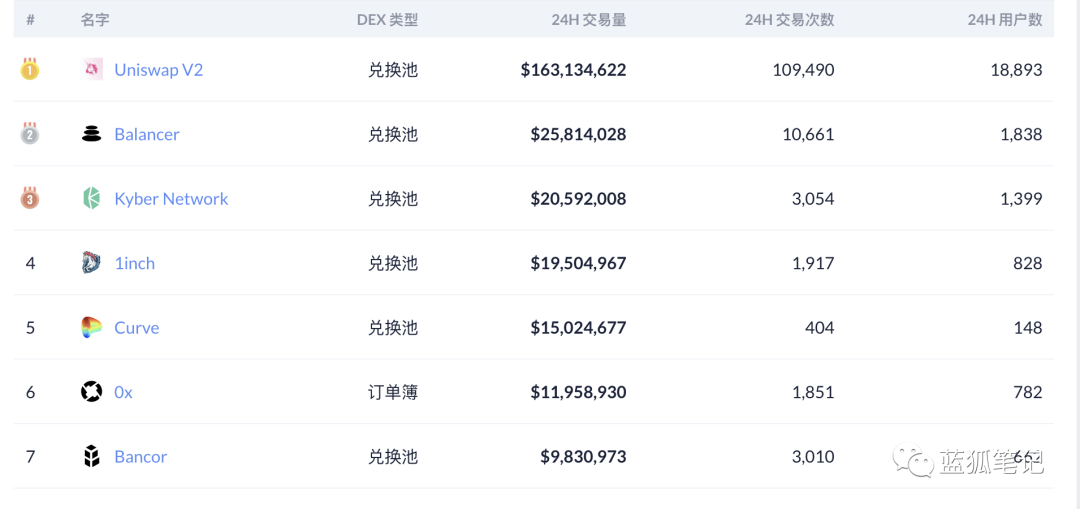 # 名字 DEX 类型 24H 交易量 24H 交易次数 24H 用户数
1 Uniswap V2 兑换池 $163,134,622 109,490 18,893
2 Balancer 兑换池 $25,814,028 10,661 1,838
3 Kyber Network 兑换池 $20,592,008 3,054 1,399
4 1inch 兑换池 $19,504,967 1,917 828
5 Curve 兑换池 $15,024,677 404 148
6 0x 订单簿 $11,958,930 1,851 782
7 Bancor 兑换池 $9,830,973 3,010
蓝狐笔记